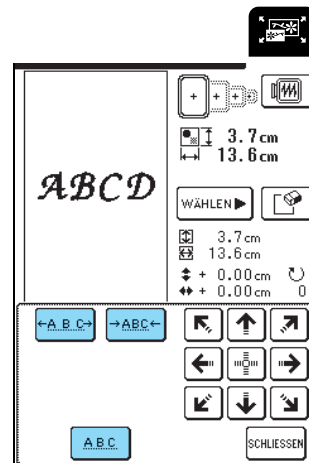 3.7cm
13.6cm
ABCD
WÄHLEN
3.7cm
13.6cm
+ 0.00cm
+ 0.00cm 0
←A B C→ →ABC←
ABC
SCHLIESSEN